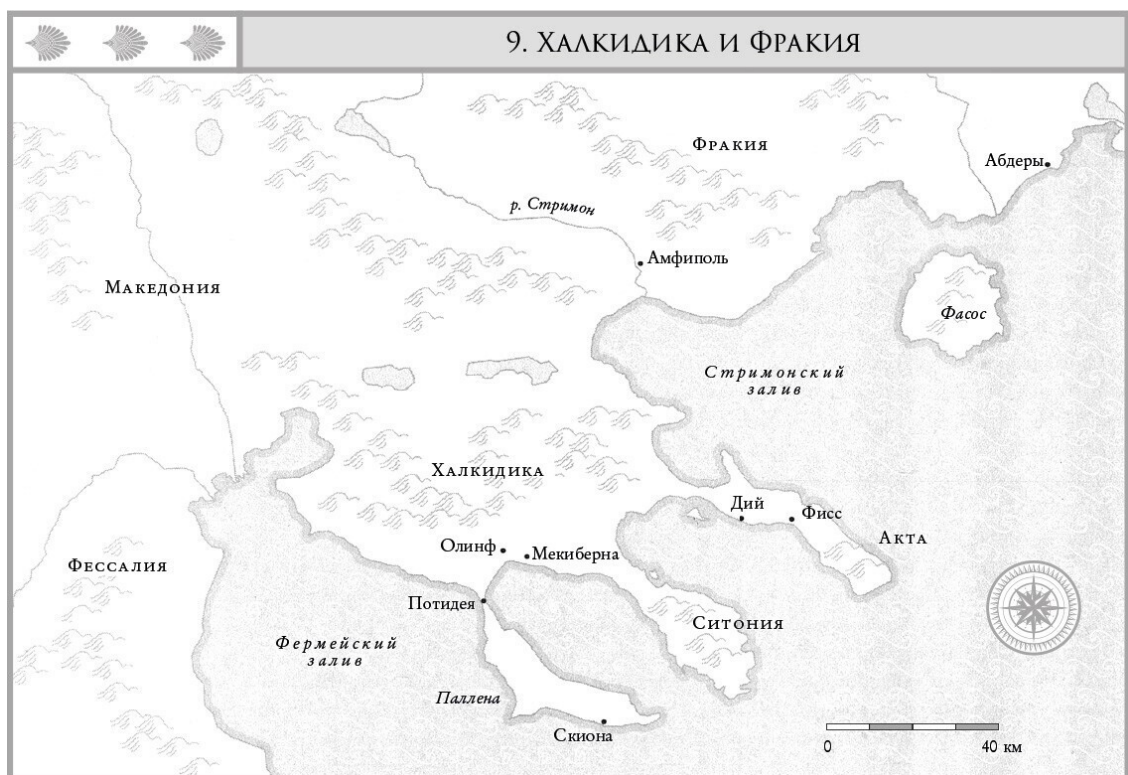 9. Халкидика и Фракия
Фракия
Абдеры
р. Стримон
Амфиполь
Македония
Фасос
Стримонский
залив
Халкидика
Дий
Фисс
Акта
Олинф
Мекиберна
Фессалия
Потидея
Ситония
Фермейский
залив
Паллена
Скиона
0 40 км